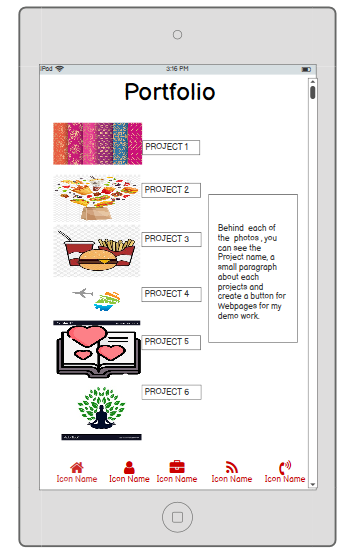 iPod 3:16 PM
Portfolio
PROJECT 1
PROJECT 2
PROJECT 3
PROJECT 4
PROJECT 5
PROJECT 6
Behind each of
the photos , you
can see the
Project name, a
small paragraph
about each
projects and
create a button for
Webpages for my
demo work.
Icon Name Icon Name Icon Name Icon Name Icon Name